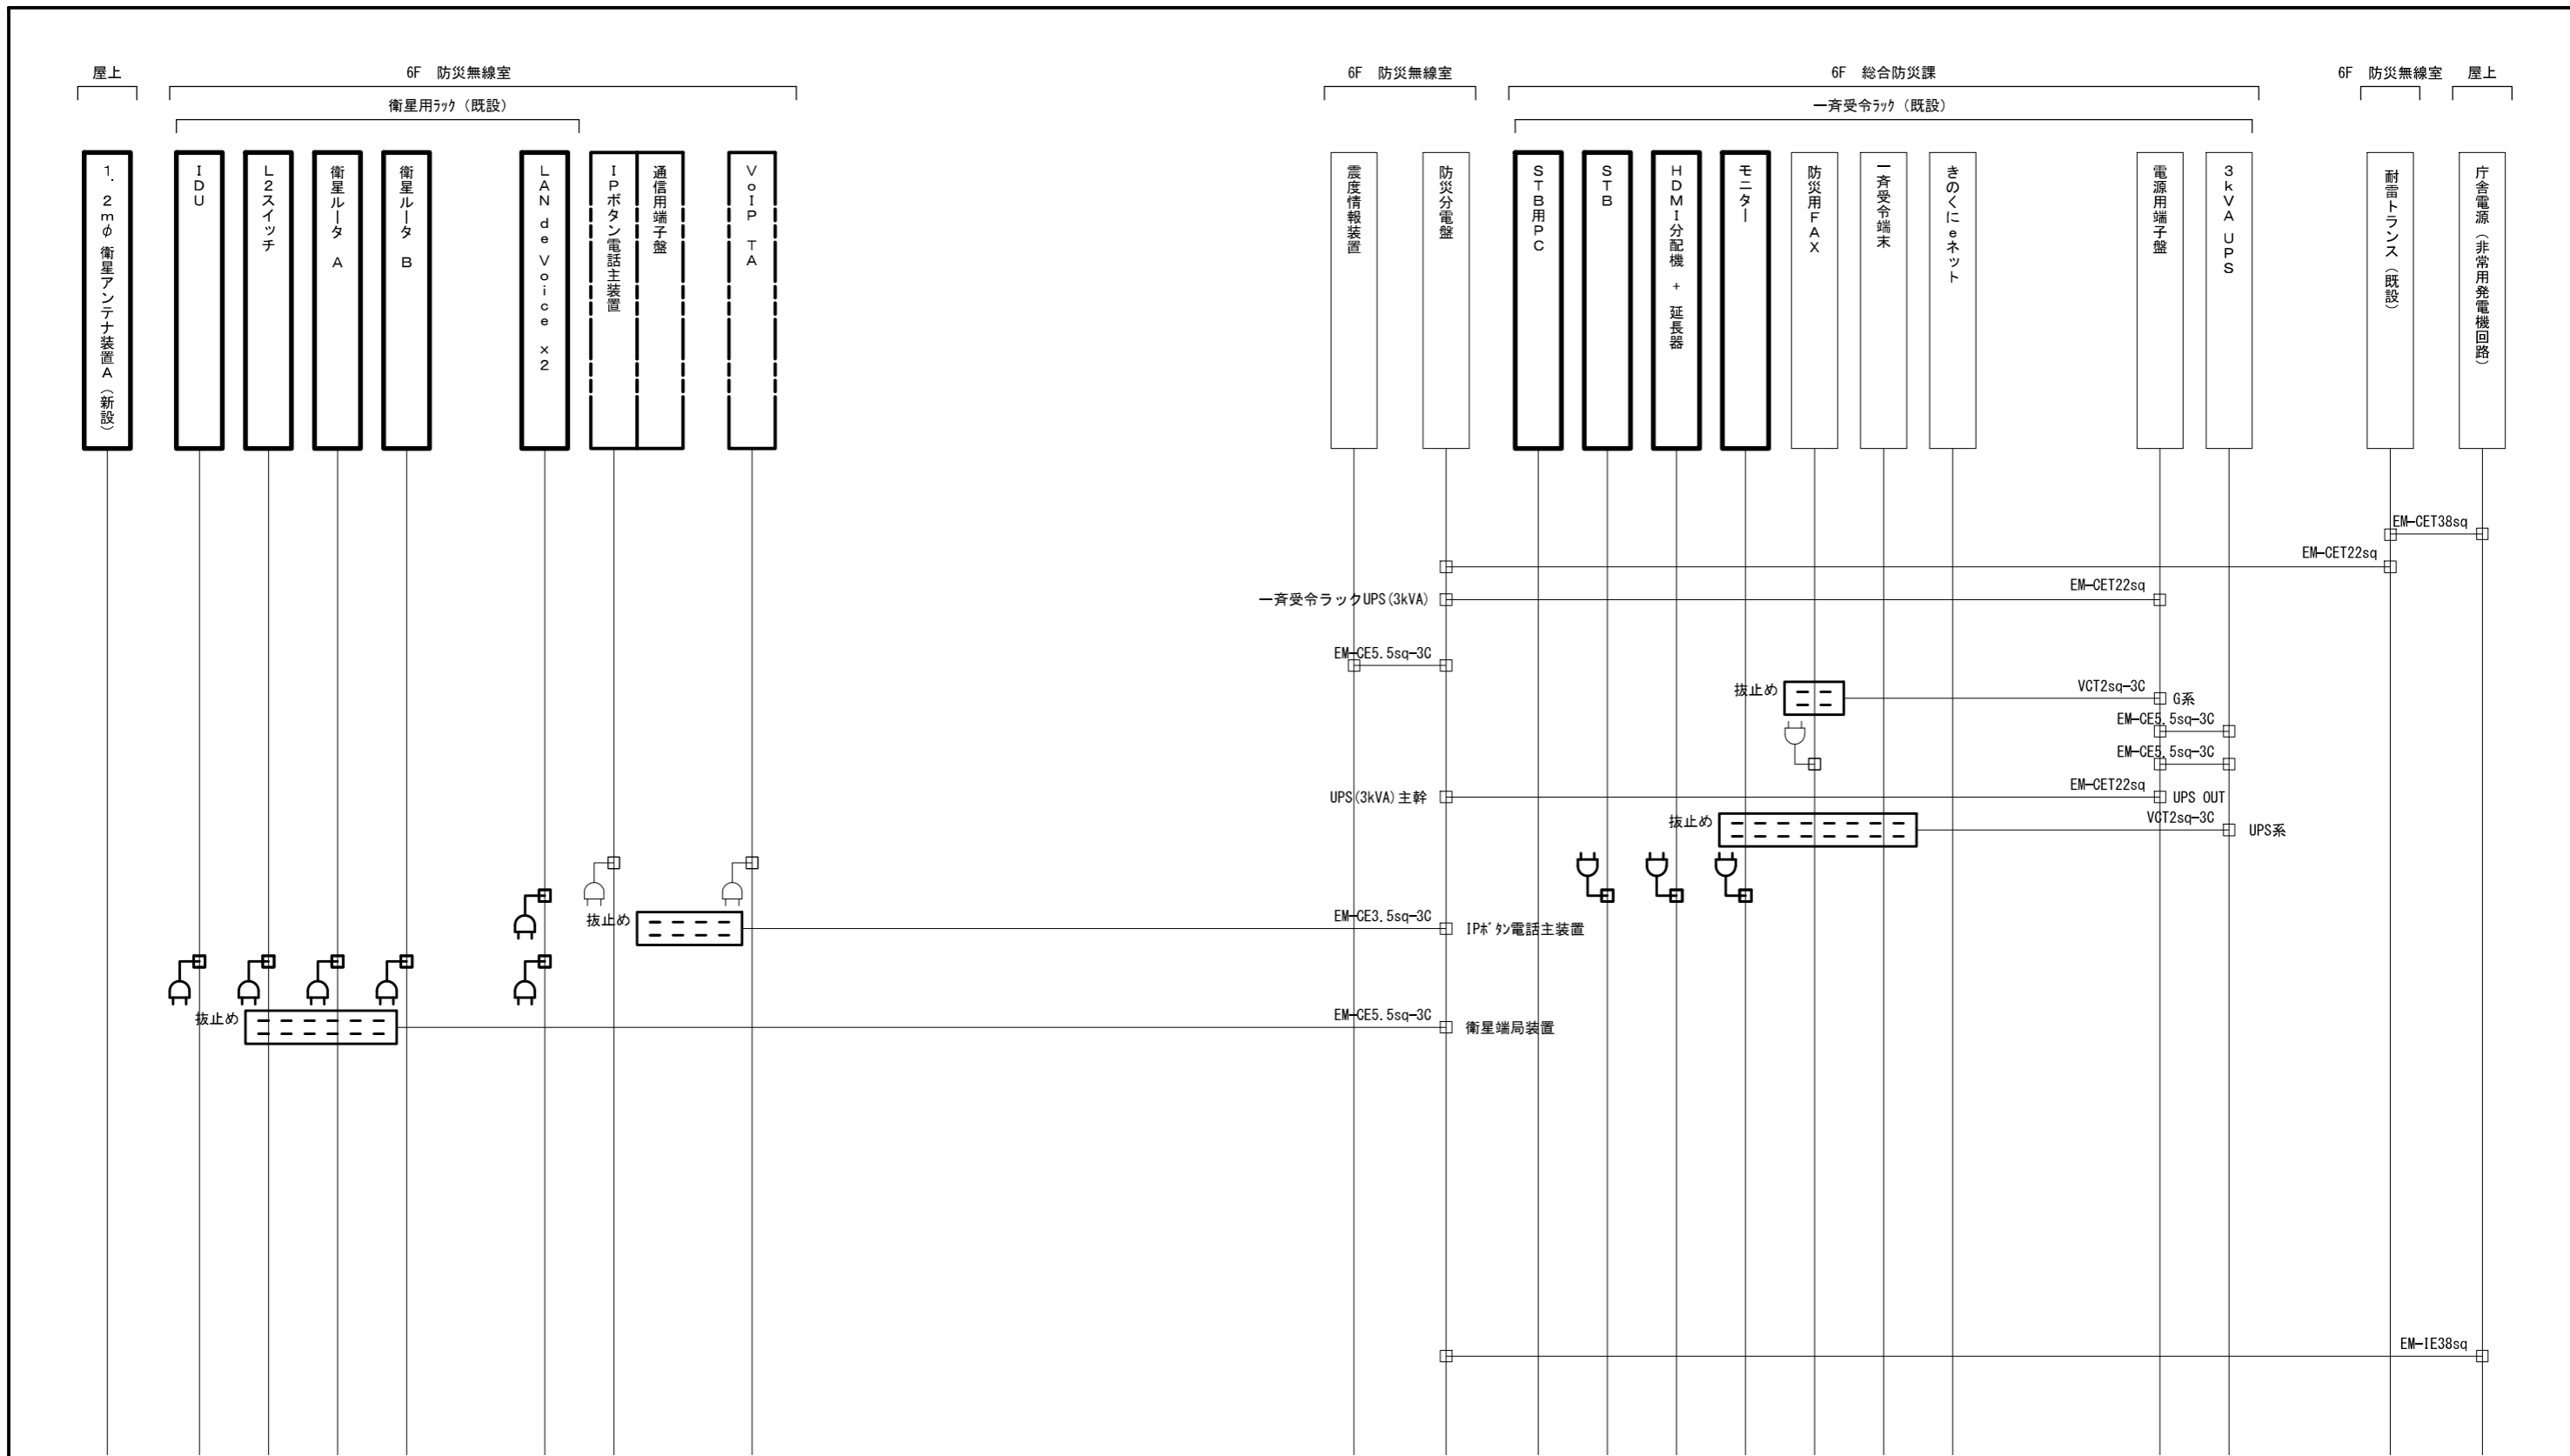 屋上
6F 防災無線室
6F 防災無線室
6F 総合防災課
6F 防災無線室
屋上
衛星用ラック（既設）
一斉受令ラック（既設）
１．２ｍφ 衛星アンテナ装置Ａ（新設）
ＩＤＵ
Ｌ２スイッチ
衛星ルータ Ａ
衛星ルータ Ｂ
ＬＡＮ ｄｅ Ｖｏｉｃｅ ×２
ＩＰボタン電話主装置
通信用端子盤
ＶｏＩＰ ＴＡ
震度情報装置
防災分電盤
ＳＴＢ用ＰＣ
ＳＴＢ
ＨＤＭＩ分配機 + 延長器
モニター
防災用ＦＡＸ
一斉受令端末
きのくにｅネット
電源用端子盤
３ｋＶＡ ＵＰＳ
耐雷トランス（既設）
庁舎電源（非常用発電機回路）
EM-CET38sq
EM-CET22sq
EM-CET22sq
一斉受令ラックUPS(3kVA)
EM-CE5.5sq-3C
抜止め
VCT2sq-3C
G系
EM-CE5.5sq-3C
EM-CE5.5sq-3C
EM-CET22sq
UPS(3kVA)主幹
UPS OUT
抜止め
VCT2sq-3C
UPS系
抜止め
EM-CE3.5sq-3C
IPﾎﾞﾀﾝ電話主装置
抜止め
EM-CE5.5sq-3C
衛星端局装置
EM-IE38sq